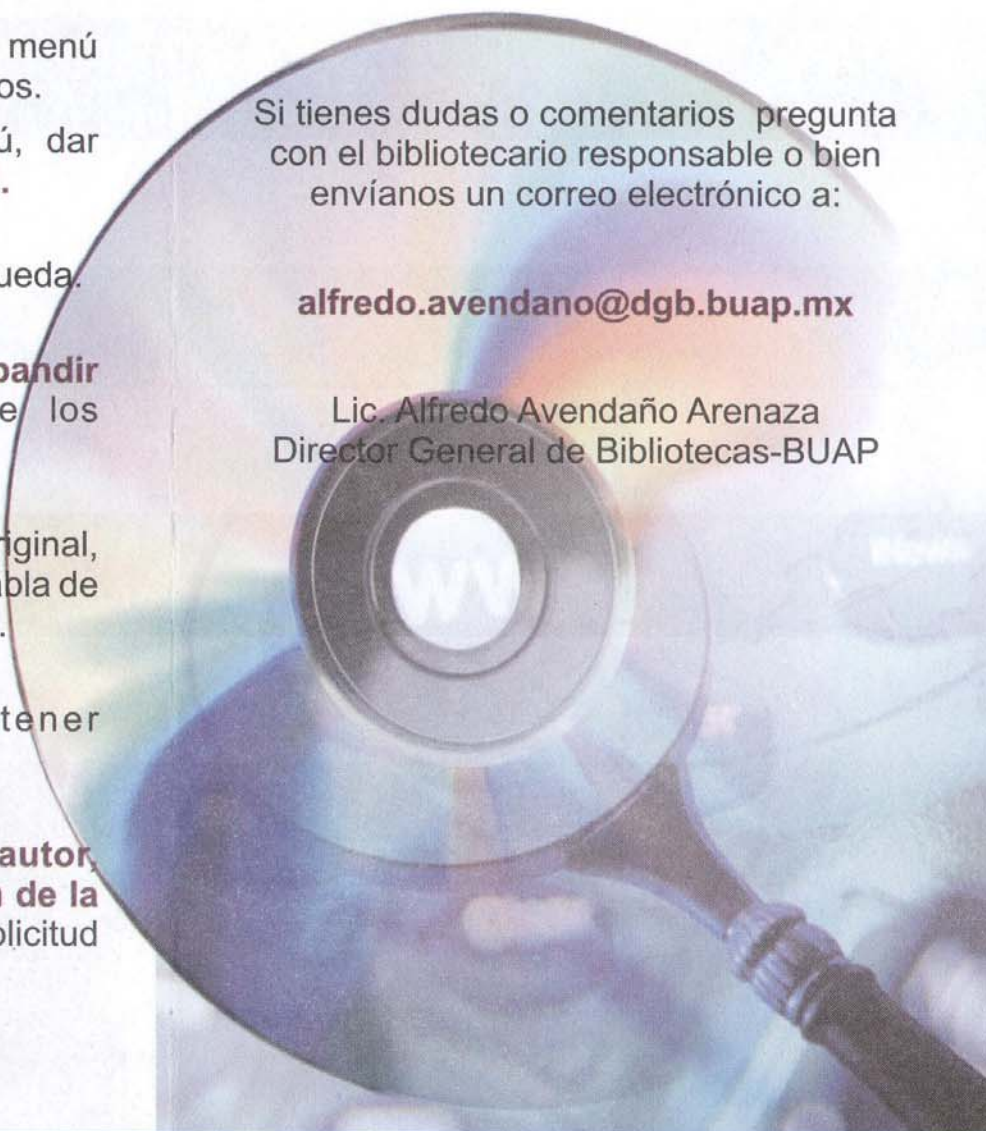 menú
os.
ú, dar
.
ueda.
pandir
e los
iginal,
abla de
.
tener
autor,
n de la
olicitud
Si tienes dudas o comentarios pregunta
con el bibliotecario responsable o bien
envíanos un correo electrónico a:
alfredo.avendano@dgb.buap.mx
Lic. Alfredo Avendaño Arenaza
Director General de Bibliotecas-BUAP